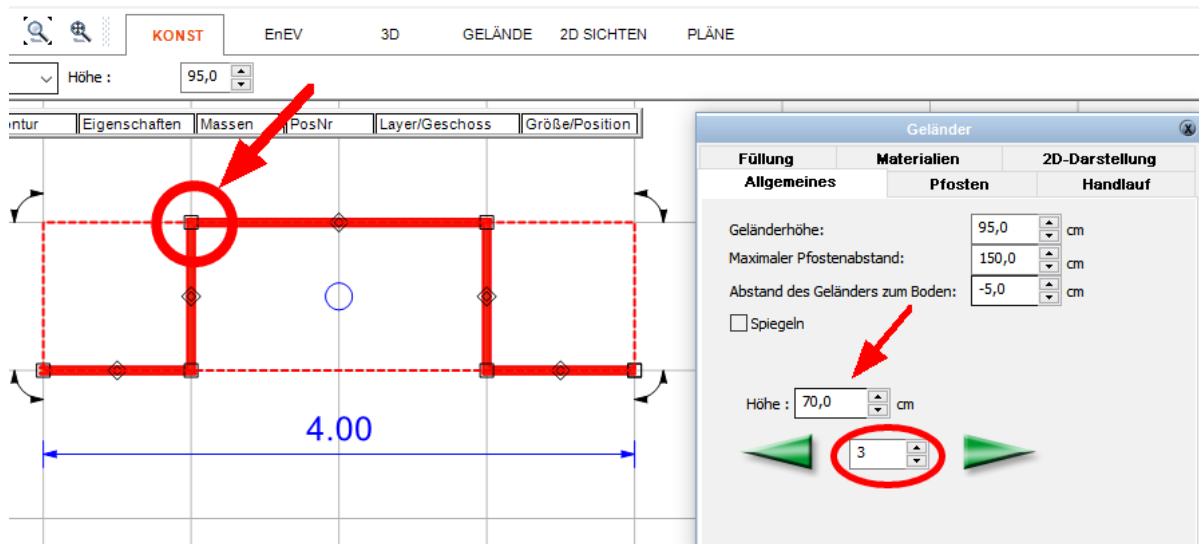 KONST EnEV 3D GELÄNDE 2D SICHTEN PLÄNE
Höhe : 95,0
ontur Eigenschaften Massen PosNr Layer/Geschoss Größe/Position
4.00
Geländer
Füllung Materialien 2D-Darstellung
Allgemeines Pfosten Handlauf
Geländerhöhe: 95,0 cm
Maximaler Pfostenabstand: 150,0 cm
Abstand des Geländers zum Boden: -5,0 cm
Spiegeln
Höhe : 70,0 cm
3